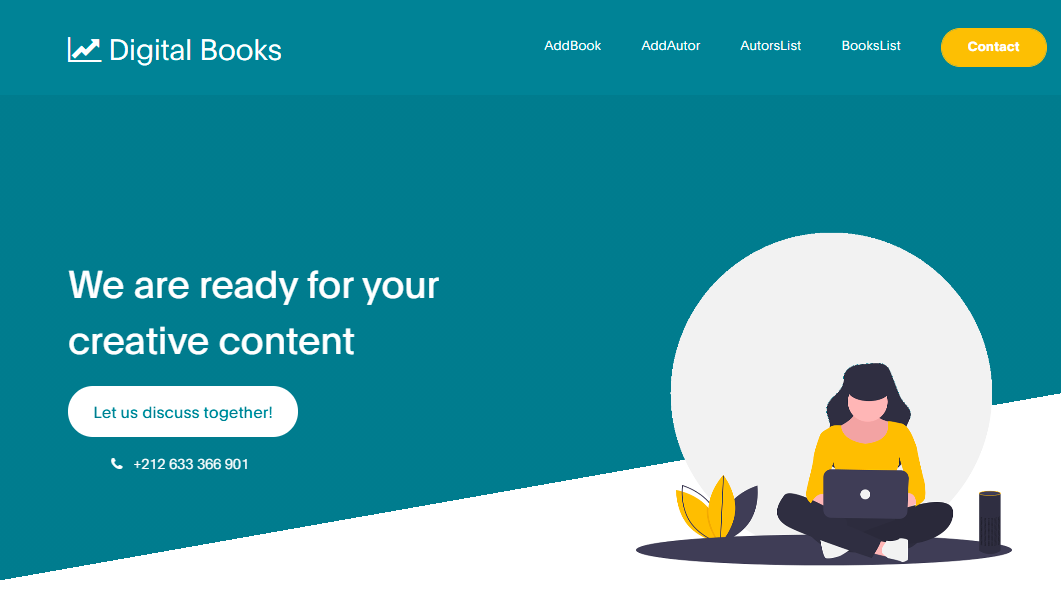 Digital Books
AddBook
AddAutor
AutorsList
BooksList
Contact
We are ready for your
creative content
Let us discuss together!
+212 633 366 901